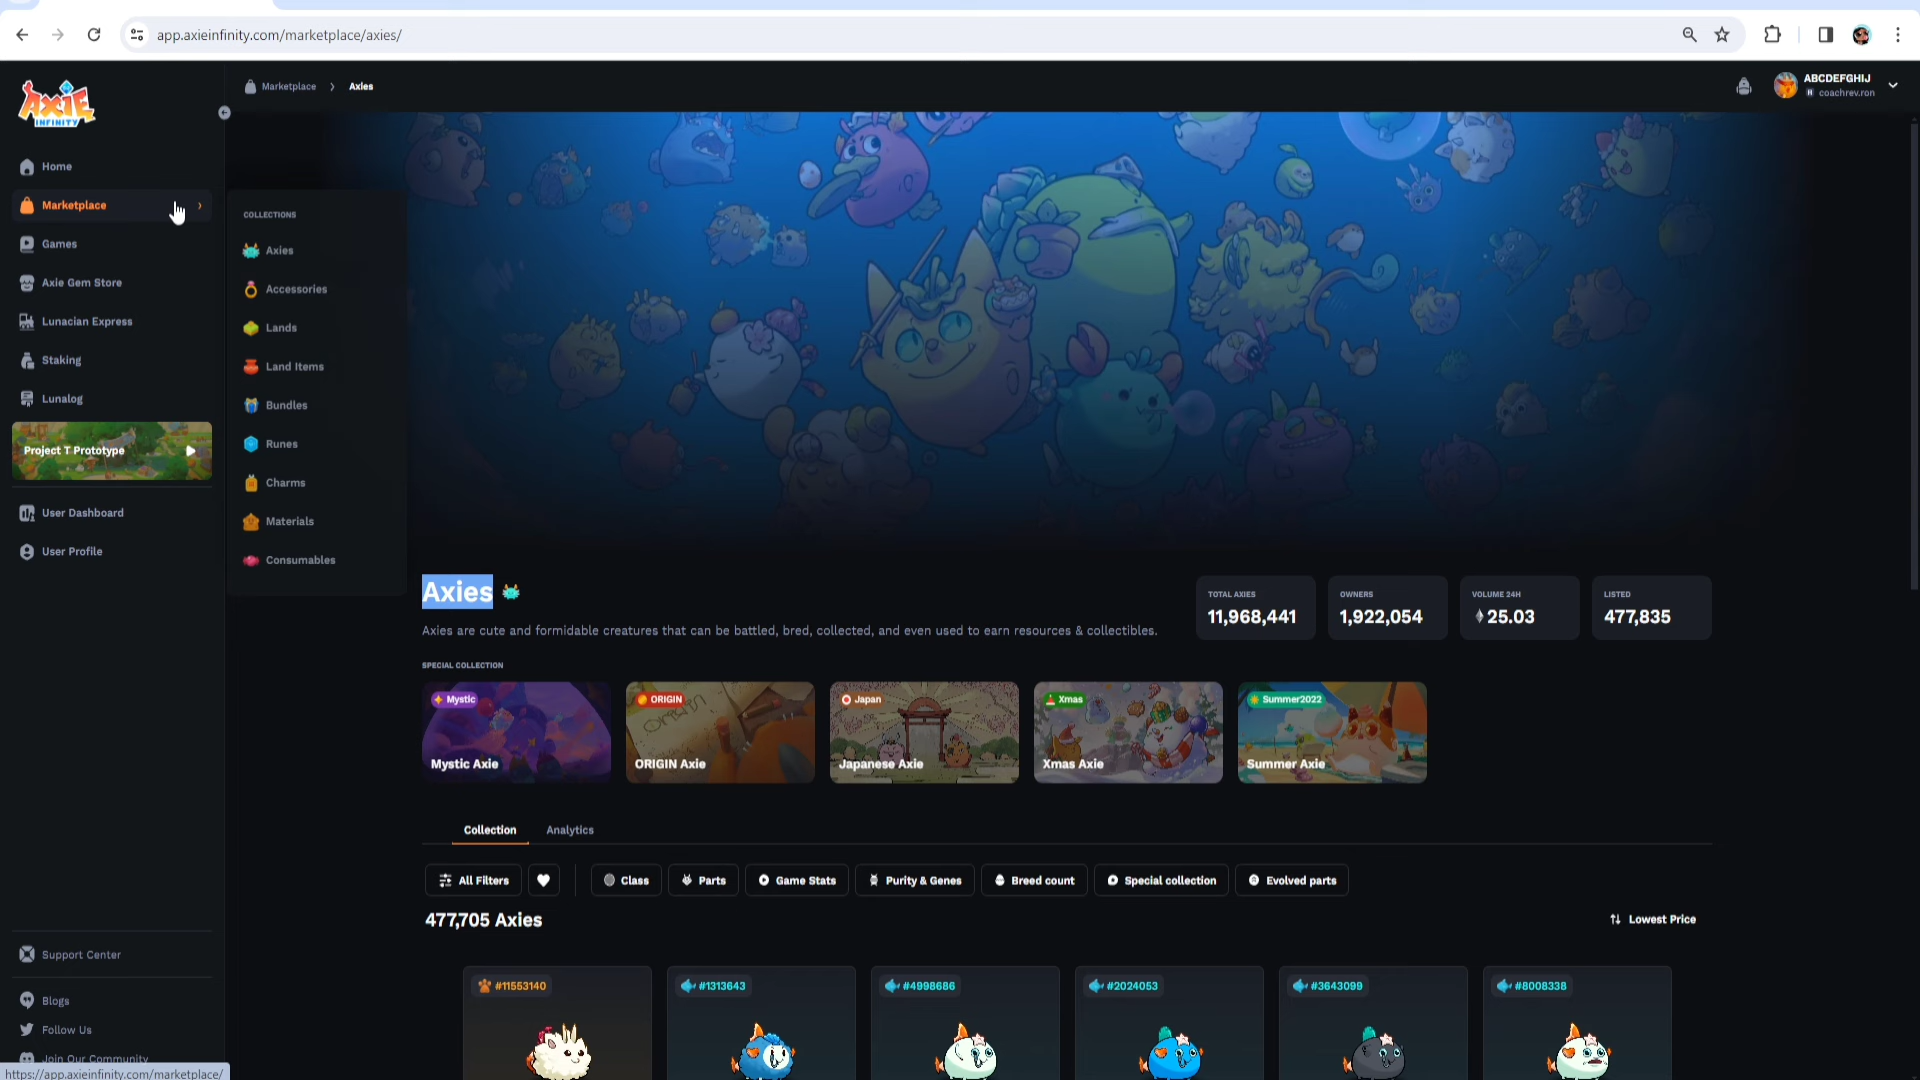 app.axieinfinity.com/marketplace/axies/
AXIE
INFINITY
Marketplace
Axies
ABCDEFGHIJ
coachrev.ron
Home
Marketplace
Games
Axie Gem Store
Lunacian Express
Staking
Lunalog
Project T Prototype
User Dashboard
User Profile
COLLECTIONS
Axies
Accessories
Lands
Land Items
Bundles
Runes
Charms
Materials
Consumables
Axies
Axies are cute and formidable creatures that can be battled, bred, collected, and even used to earn resources & collectibles.
TOTAL AXIES
11,968,441
OWNERS
1,922,054
VOLUME 24H
25.03
LISTED
477,835
SPECIAL COLLECTION
Mystic
Mystic Axie
ORIGIN
ORIGIN Axie
Japan
Japanese Axie
Xmas
Xmas Axie
Summer2022
Summer Axie
Collection
Analytics
All Filters
Class
Parts
Game Stats
Purity & Genes
Breed count
Special collection
Evolved parts
477,705 Axies
Lowest Price
#11553140
#1313643
#4998686
#2024053
#3643099
#8008338
Support Center
Blogs
Follow Us
Join Our Community
https://app.axieinfinity.com/marketplace/